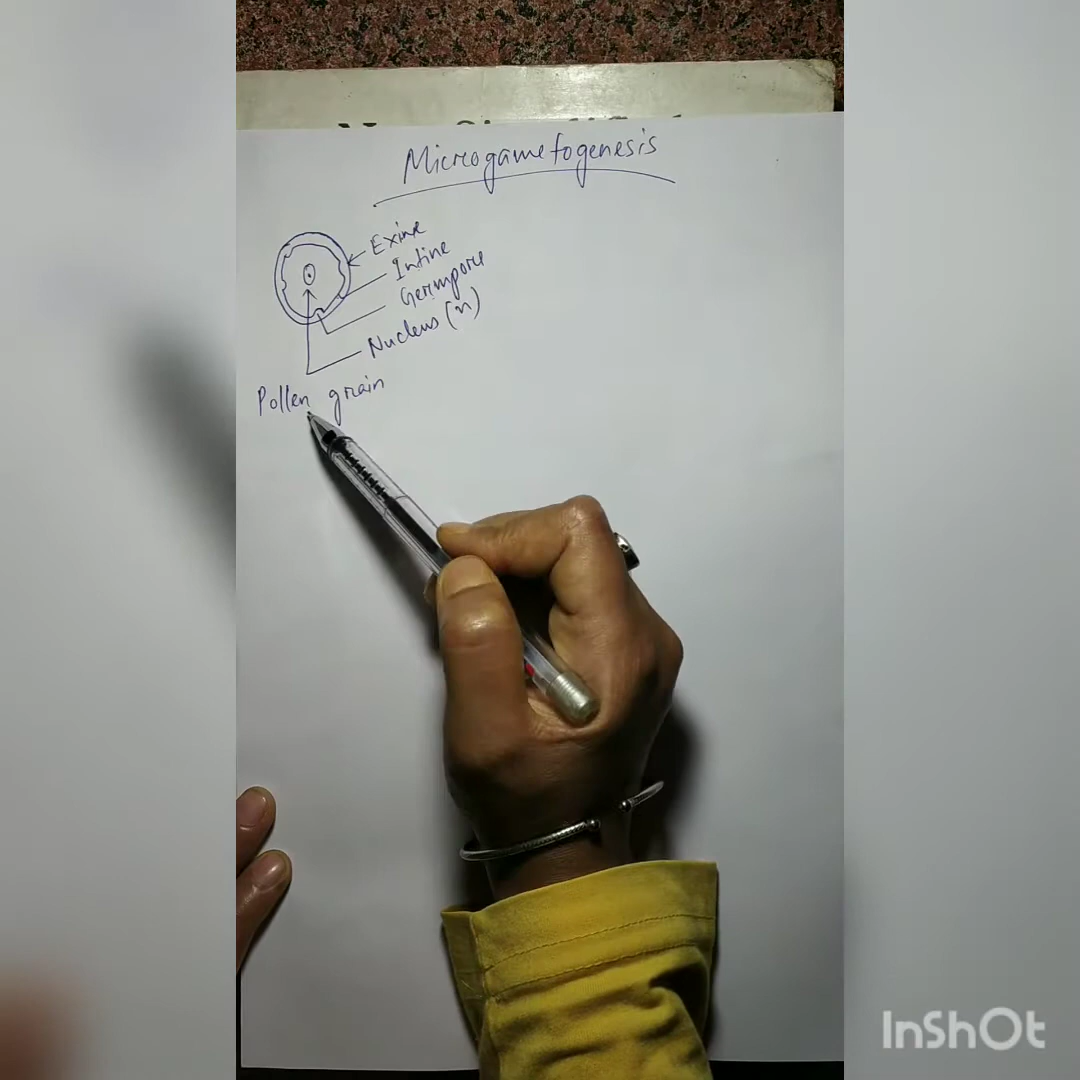 Microgametogenesis
Exine
Intine
Germpore
Nucleus (n)
Pollen grain
InShOt